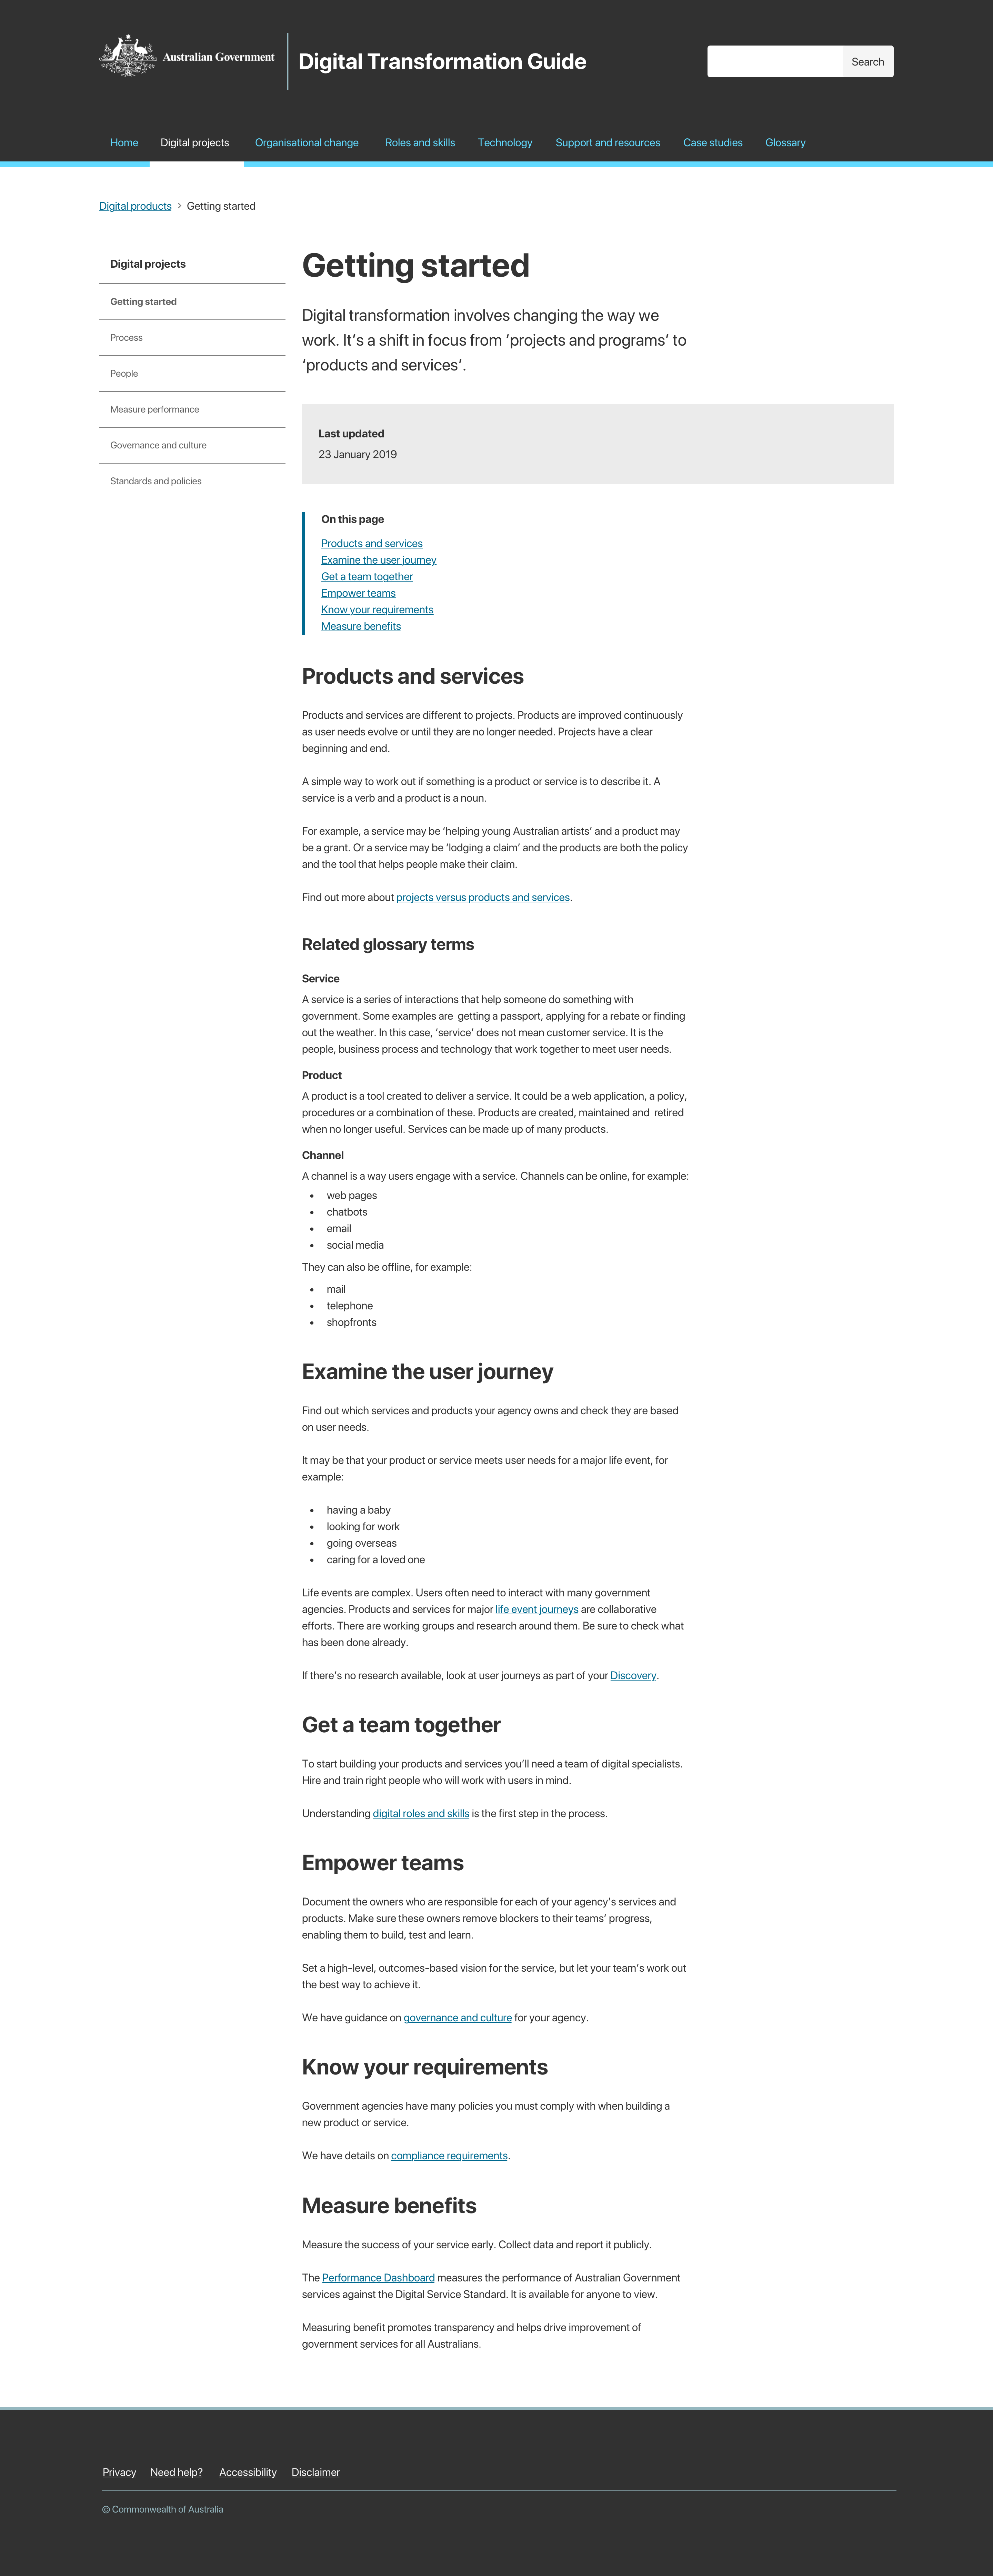 Australian Government
Digital Transformation Guide
Search
Home Digital projects Organisational change Roles and skills Technology Support and resources Case studies Glossary
Digital products > Getting started
Digital projects
Getting started
Process
People
Measure performance
Governance and culture
Standards and policies
Getting started
Digital transformation involves changing the way we
work. It’s a shift in focus from ‘projects and programs’ to
‘products and services’.
Last updated
23 January 2019
On this page
Products and services
Examine the user journey
Get a team together
Empower teams
Know your requirements
Measure benefits
Products and services
Products and services are different to projects. Products are improved continuously
as user needs evolve or until they are no longer needed. Projects have a clear
beginning and end.
A simple way to work out if something is a product or service is to describe it. A
service is a verb and a product is a noun.
For example, a service may be ‘helping young Australian artists’ and a product may
be a grant. Or a service may be ‘lodging a claim’ and the products are both the policy
and the tool that helps people make their claim.
Find out more about projects versus products and services.
Related glossary terms
Service
A service is a series of interactions that help someone do something with
government. Some examples are  getting a passport, applying for a rebate or finding
out the weather. In this case, ‘service’ does not mean customer service. It is the
people, business process and technology that work together to meet user needs.
Product
A product is a tool created to deliver a service. It could be a web application, a policy,
procedures or a combination of these. Products are created, maintained and  retired
when no longer useful. Services can be made up of many products.
Channel
A channel is a way users engage with a service. Channels can be online, for example:
• web pages
• chatbots
• email
• social media
They can also be offline, for example:
• mail
• telephone
• shopfronts
Examine the user journey
Find out which services and products your agency owns and check they are based
on user needs.
It may be that your product or service meets user needs for a major life event, for
example:
• having a baby
• looking for work
• going overseas
• caring for a loved one
Life events are complex. Users often need to interact with many government
agencies. Products and services for major life event journeys are collaborative
efforts. There are working groups and research around them. Be sure to check what
has been done already.
If there’s no research available, look at user journeys as part of your Discovery.
Get a team together
To start building your products and services you’ll need a team of digital specialists.
Hire and train right people who will work with users in mind.
Understanding digital roles and skills is the first step in the process.
Empower teams
Document the owners who are responsible for each of your agency’s services and
products. Make sure these owners remove blockers to their teams’ progress,
enabling them to build, test and learn.
Set a high-level, outcomes-based vision for the service, but let your team’s work out
the best way to achieve it.
We have guidance on governance and culture for your agency.
Know your requirements
Government agencies have many policies you must comply with when building a
new product or service.
We have details on compliance requirements.
Measure benefits
Measure the success of your service early. Collect data and report it publicly.
The Performance Dashboard measures the performance of Australian Government
services against the Digital Service Standard. It is available for anyone to view.
Measuring benefit promotes transparency and helps drive improvement of
government services for all Australians.
Privacy Need help? Accessibility Disclaimer
© Commonwealth of Australia